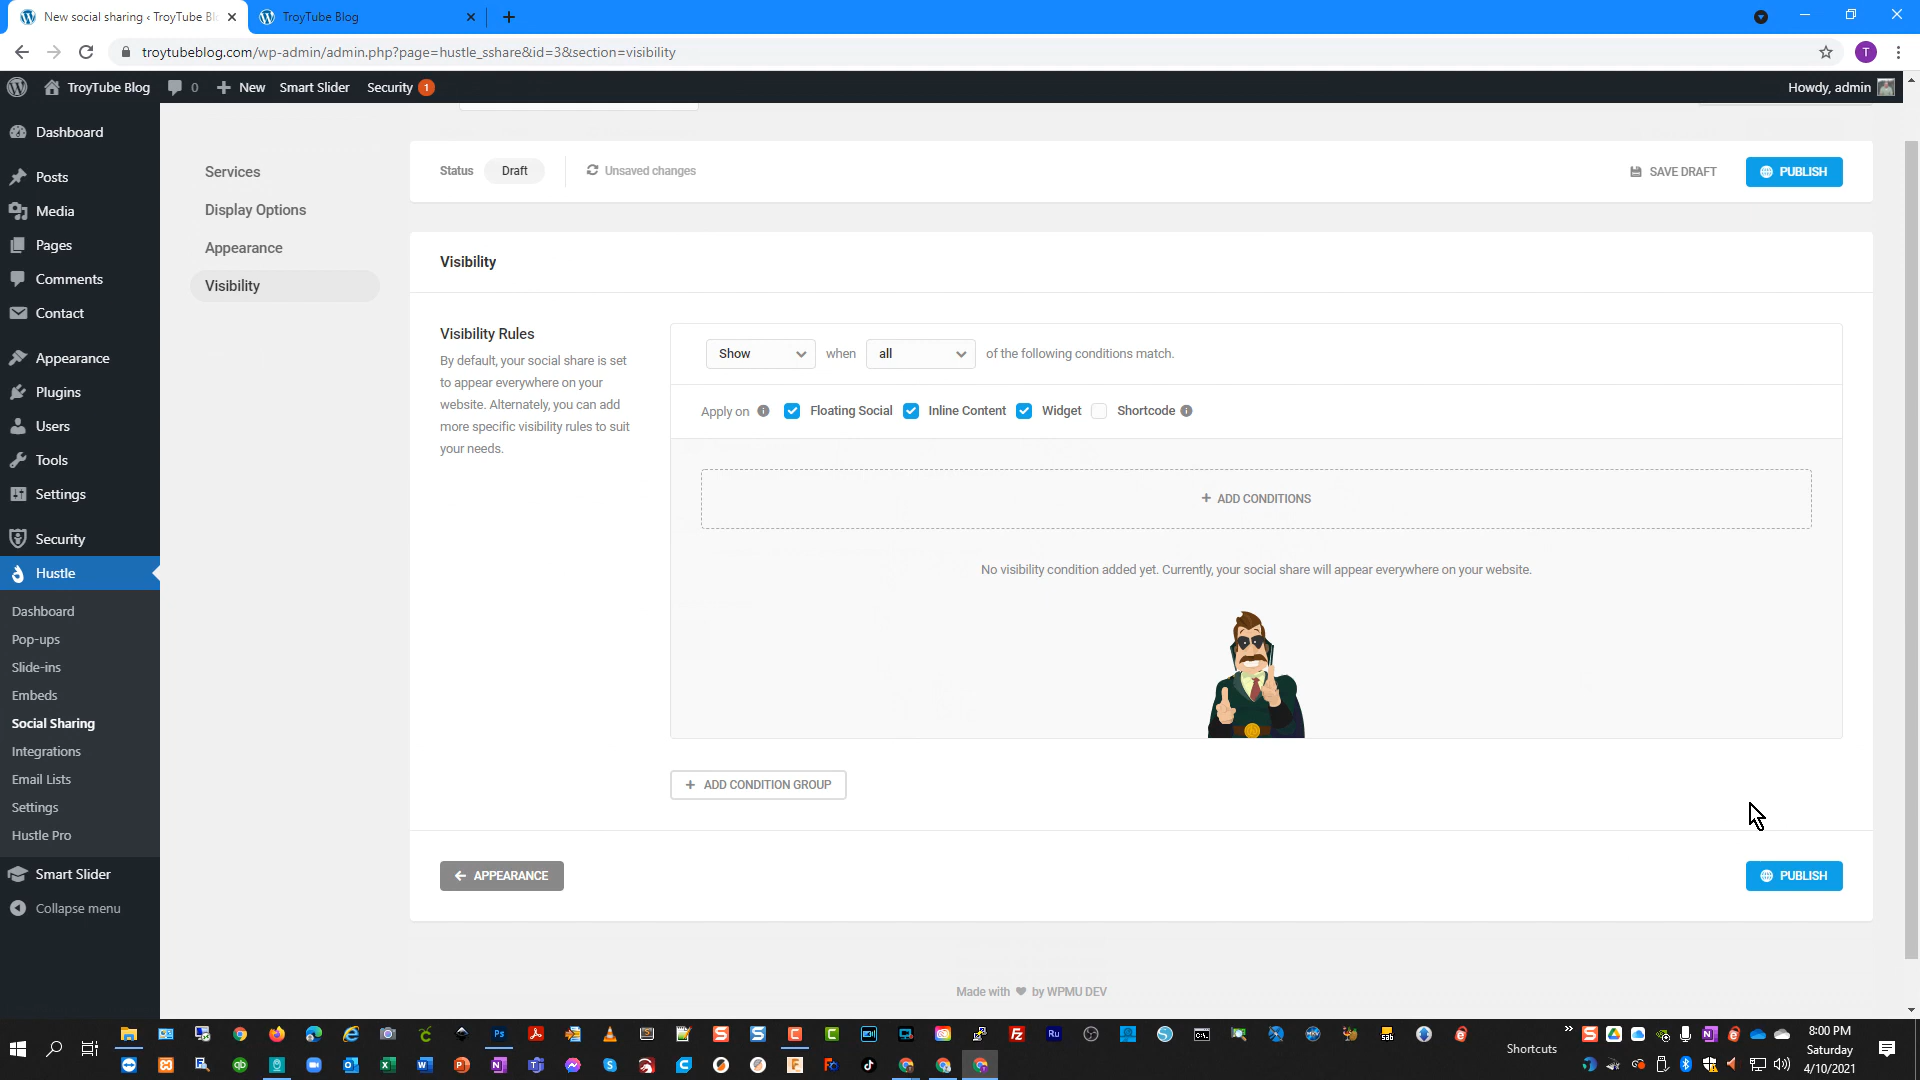 New social sharing ‹ TroyTube Bl
TroyTube Blog
troytubeblog.com/wp-admin/admin.php?page=hustle_sshare&id=3&section=visibility
T
TroyTube Blog
0
New
Smart Slider
Security 1
Howdy, admin
Dashboard
Posts
Media
Pages
Comments
Contact
Appearance
Plugins
Users
Tools
Settings
Security
Hustle
Dashboard
Pop-ups
Slide-ins
Embeds
Social Sharing
Integrations
Email Lists
Settings
Hustle Pro
Smart Slider
Collapse menu
Services
Display Options
Appearance
Visibility
Status Draft Unsaved changes
SAVE DRAFT
PUBLISH
Visibility
Visibility Rules
By default, your social share is set
to appear everywhere on your
website. Alternately, you can add
more specific visibility rules to suit
your needs.
Show when all of the following conditions match.
Apply on Floating Social Inline Content Widget Shortcode
+ ADD CONDITIONS
No visibility condition added yet. Currently, your social share will appear everywhere on your website.
+ ADD CONDITION GROUP
← APPEARANCE
PUBLISH
Made with ♥ by WPMU DEV
Shortcuts
8:00 PM
Saturday
4/10/2021